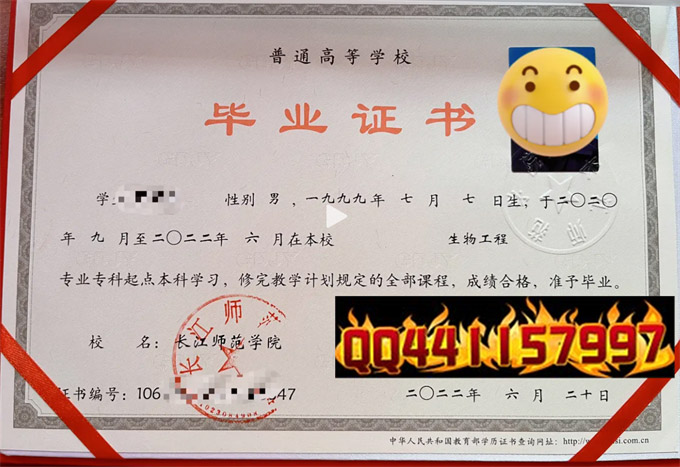 普通高等学校
毕业证书
学 性别 男，一九九九年 七 月 七 日生，于二〇二〇
年 九 月至二〇二二年 六 月在本校 生物工程
专业专科起点本科学习，修完教学计划规定的全部课程，成绩合格，准予毕业。
长江师
校 名：长江师范学院
QQ441157997
证书编号：106 47
二〇二二年 六 月 二十日
中华人民共和国教育部学历证书查询网址：http://w